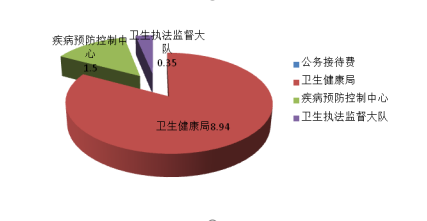 疾病预防控制中
心
1.5
卫生执法监督大
队
0.35
卫生健康局8.94
公务接待费
卫生健康局
疾病预防控制中心
卫生执法监督大队